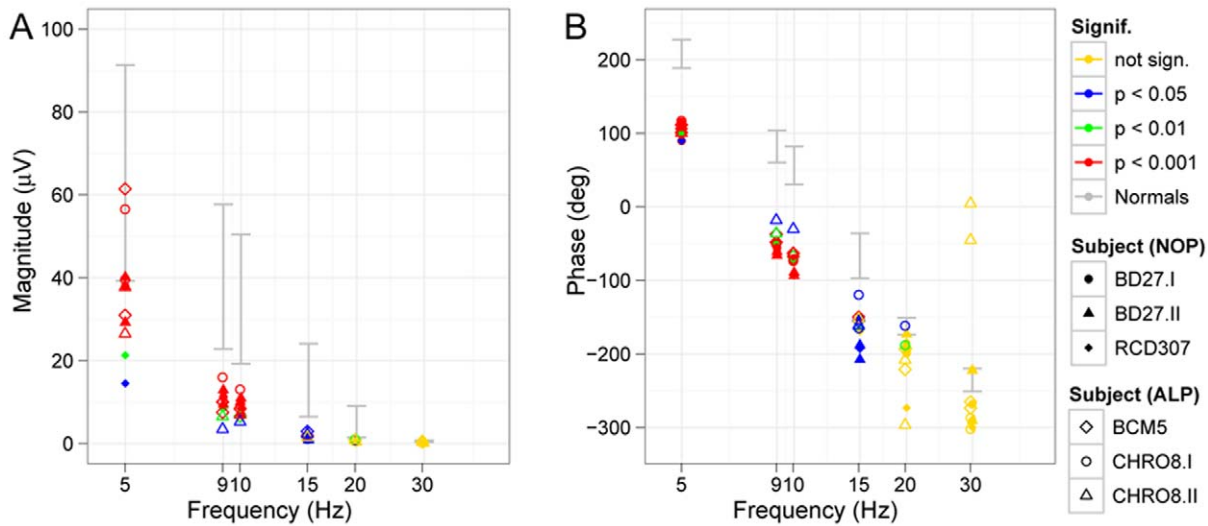 A
Magnitude (µV)
100
80
60
40
20
0
5
910
15
20
30
Frequency (Hz)
B
Phase (deg)
200
100
0
−100
−200
−300
5
910
15
20
30
Frequency (Hz)
Signif.
not sign.
p < 0.05
p < 0.01
p < 0.001
Normals
Subject (NOP)
BD27.I
BD27.II
RCD307
Subject (ALP)
BCM5
CHRO8.I
CHRO8.II